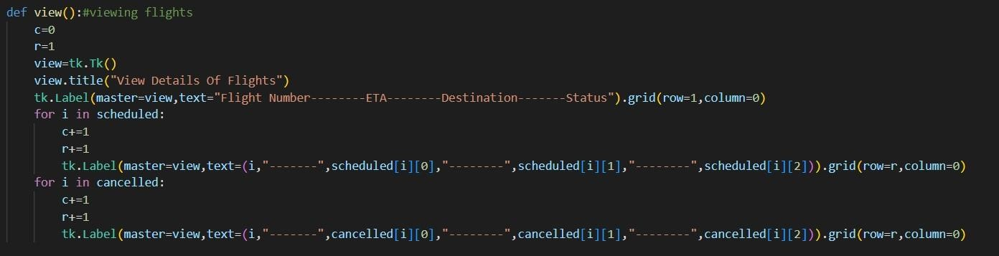 def view():#viewing flights
    c=0
    r=1
    view=tk.Tk()
    view.title("View Details Of Flights")
    tk.Label(master=view,text="Flight Number--------ETA--------Destination-------Status").grid(row=1,column=0)
    for i in scheduled:
        c+=1
        r+=1
        tk.Label(master=view,text=(i,"-------",scheduled[i][0],"--------",scheduled[i][1],"--------",scheduled[i][2])).grid(row=r,column=0)
    for i in cancelled:
        c+=1
        r+=1
        tk.Label(master=view,text=(i,"-------",cancelled[i][0],"--------",cancelled[i][1],"--------",cancelled[i][2])).grid(row=r,column=0)